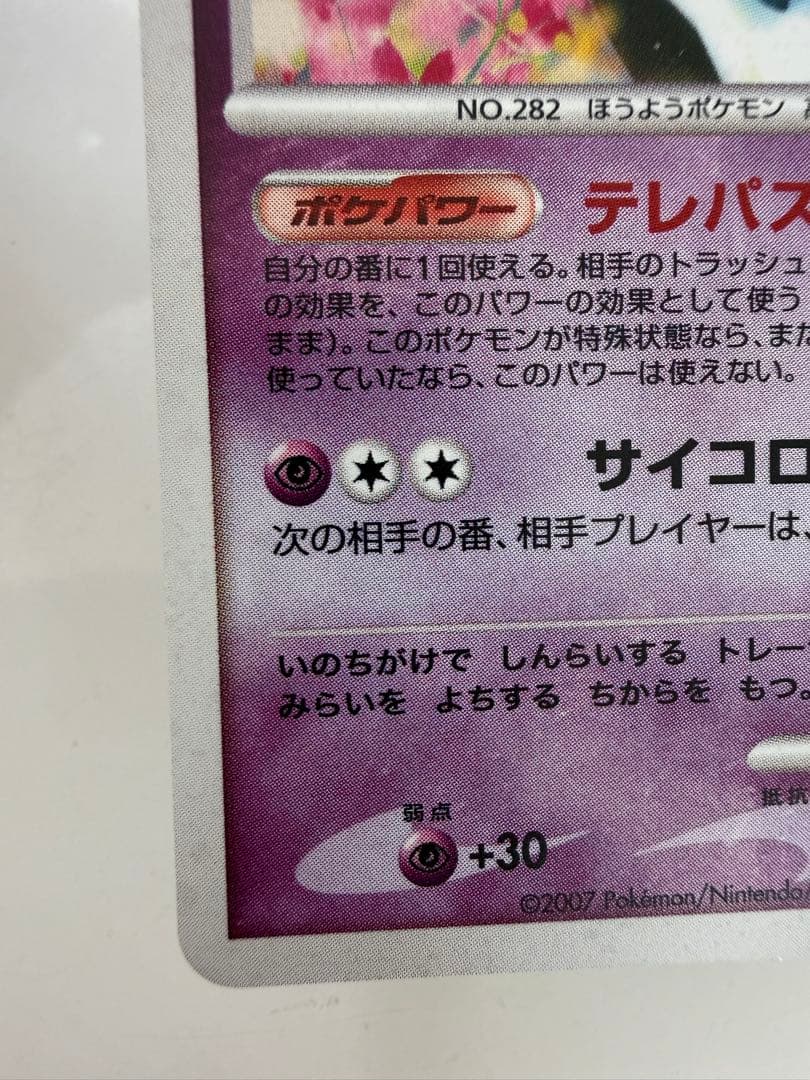 NO.282 ほうようポケモン
ポケパワー テレパス
自分の番に1回使える。相手のトラッシュ
の効果を、このパワーの効果として使う
まま)。このポケモンが特殊状態なら、また
使っていたなら、このパワーは使えない。
サイコロ
次の相手の番、相手プレイヤーは、
いのちがけで しんらいする トレー
みらいを よちする ちからを もつ。
弱点 抵抗
+30
©2007 Pokémon/Nintendo